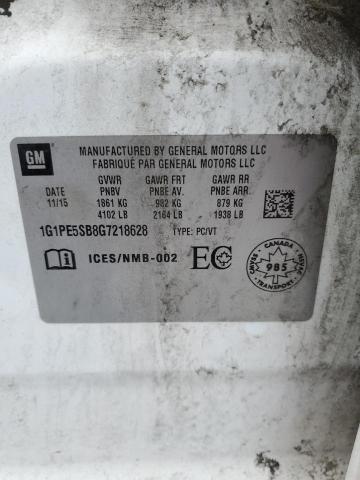 GM
MANUFACTURED BY GENERAL MOTORS LLC
FABRIQUÉ PAR GENERAL MOTORS LLC
GVWR GAWR FRT GAWR RR
DATE PNBV PNBE AV. PNBE ARR.
11/15 1861 KG 982 KG 879 KG
4102 LB 2164 LB 1938 LB
1G1PE5SB8G7218628 TYPE: PC/VT
ICES/NMB-002 EC
CANADA
985
TRANSPORT